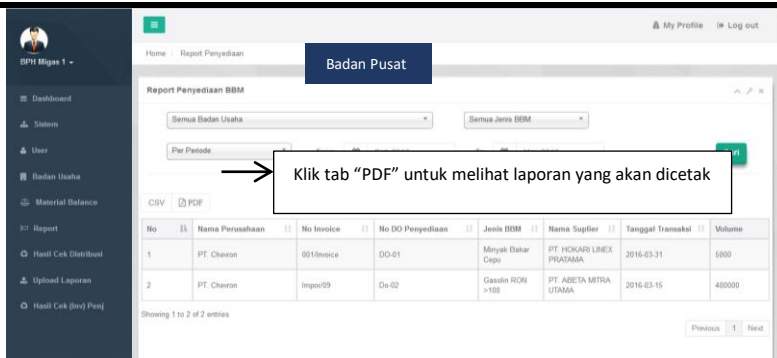 My Profile Log out
BPH Migas 1
Home / Report Penyediaan
Badan Pusat
Dashboard
Sistem
User
Badan Usaha
Material Balance
Report
Hasil Cek Distribusi
Upload Laporan
Hasil Cek (Inv) Penj
Report Penyediaan BBM
Semua Badan Usaha Semua Jenis BBM
Per Periode
Klik tab “PDF” untuk melihat laporan yang akan dicetak
CSV PDF
No Nama Perusahaan No Invoice No DO Penyediaan Jenis BBM Nama Suplier Tanggal Transaksi Volume
1 PT. Chevron 001/Invoice DO-01 Minyak Bakar Cepu PT. HOKARI LINEX PRATAMA 2016-03-31 5000
2 PT. Chevron Impor/09 Do-02 Gasolin RON >100 PT. ABETA MITRA UTAMA 2016-03-15 400000
Showing 1 to 2 of 2 entries
Previous 1 Next